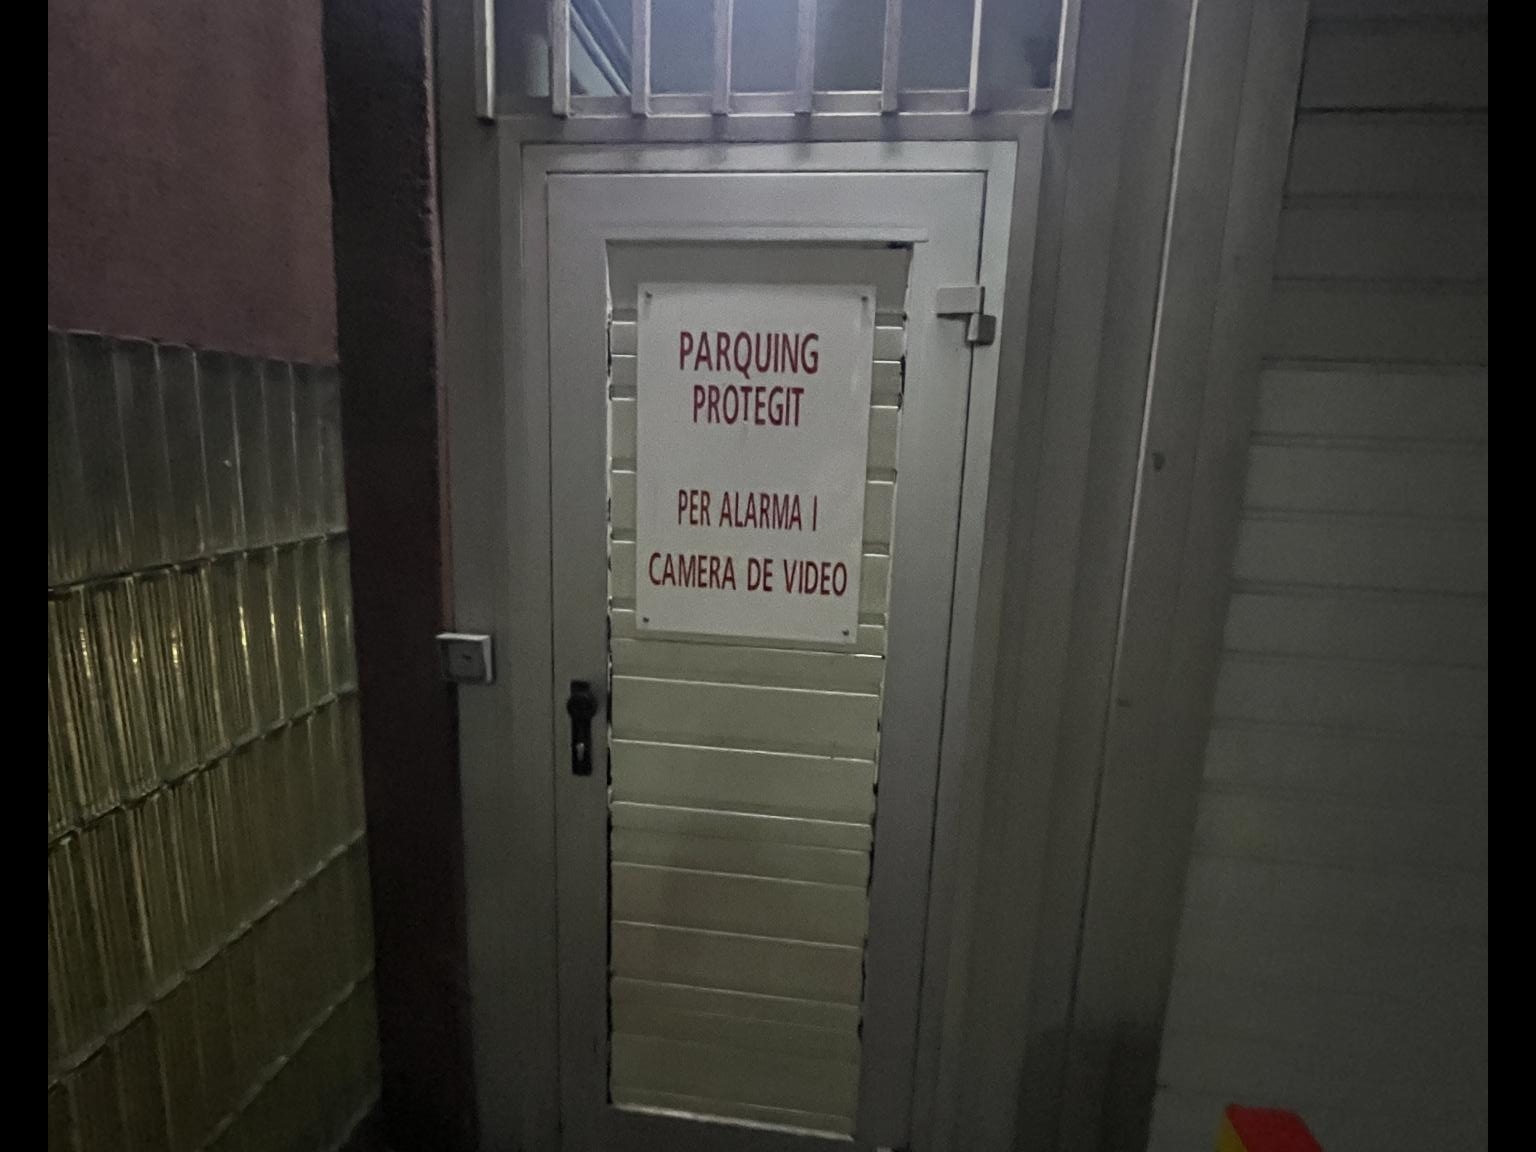 PARQUING
PROTEGIT
PER ALARMA I
CAMERA DE VIDEO